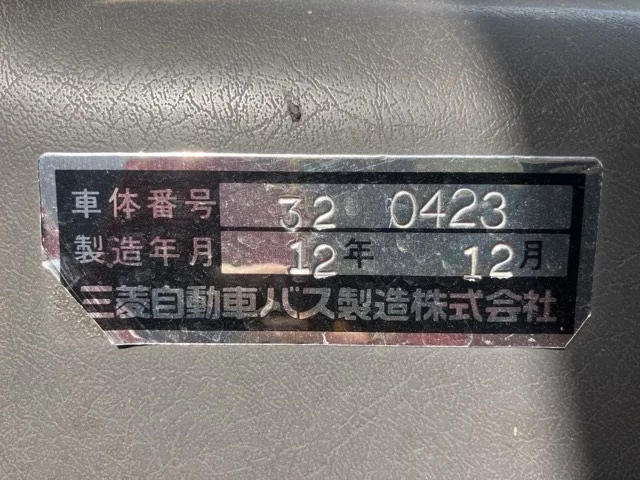 車体番号 32 0423
製造年月 12年 12月
三菱自動車バス製造株式会社